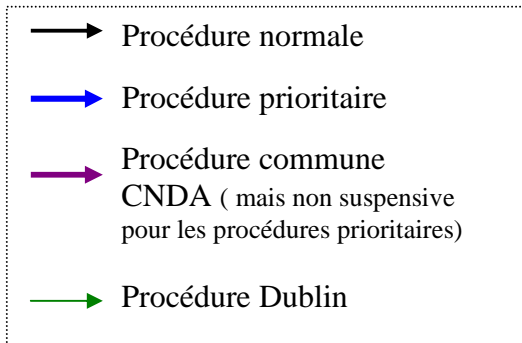 Procédure normale
Procédure prioritaire
Procédure commune
CNDA ( mais non suspensive
pour les procédures prioritaires)
Procédure Dublin